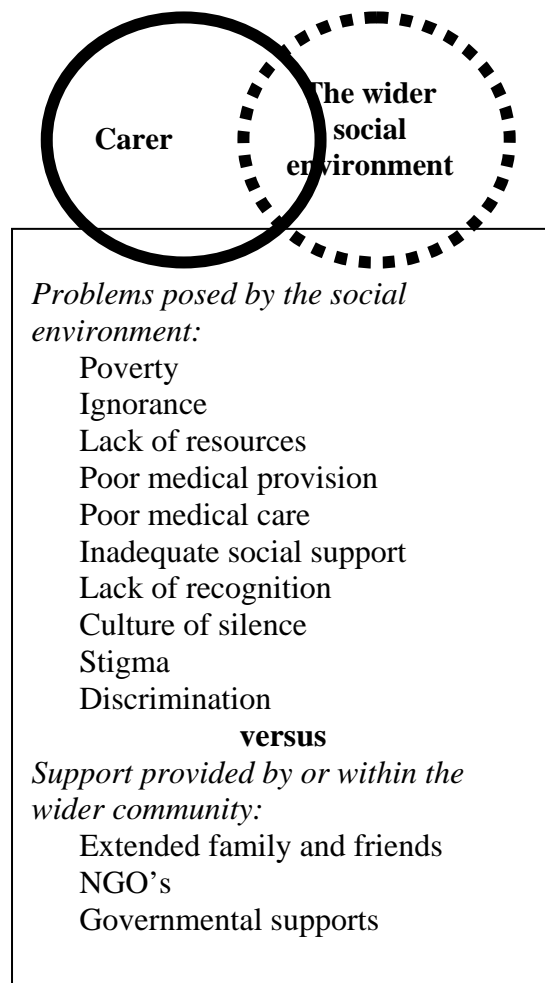 Carer
The wider
social
environment
Problems posed by the social
environment:
Poverty
Ignorance
Lack of resources
Poor medical provision
Poor medical care
Inadequate social support
Lack of recognition
Culture of silence
Stigma
Discrimination
versus
Support provided by or within the
wider community:
Extended family and friends
NGO’s
Governmental supports